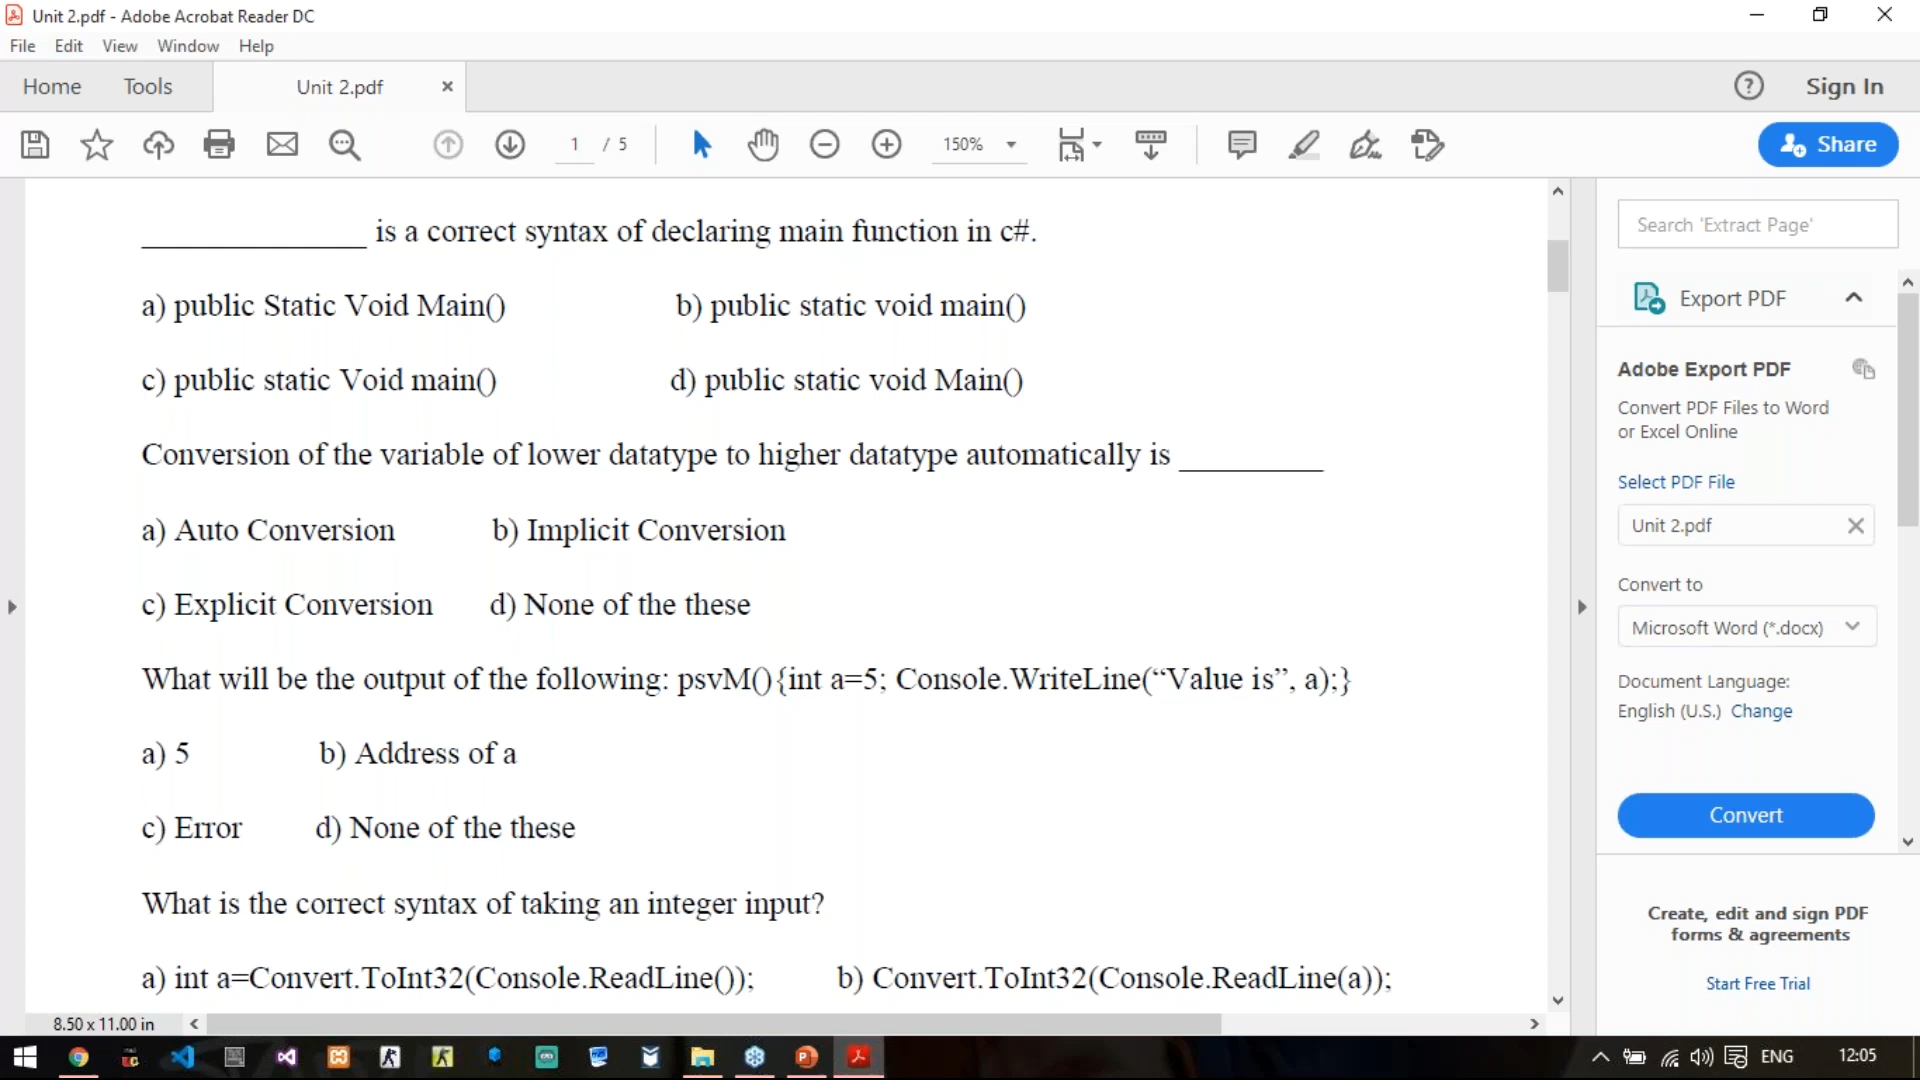 Unit 2.pdf - Adobe Acrobat Reader DC
File Edit View Window Help
Home Tools Unit 2.pdf Sign In
1 / 5 150% Share
______________ is a correct syntax of declaring main function in c#.
a) public Static Void Main() b) public static void main()
c) public static Void main() d) public static void Main()
Conversion of the variable of lower datatype to higher datatype automatically is _________
a) Auto Conversion b) Implicit Conversion
c) Explicit Conversion d) None of the these
What will be the output of the following: psvM(){int a=5; Console.WriteLine(“Value is”, a);}
a) 5 b) Address of a
c) Error d) None of the these
What is the correct syntax of taking an integer input?
a) int a=Convert.ToInt32(Console.ReadLine()); b) Convert.ToInt32(Console.ReadLine(a));
8.50 x 11.00 in
Search 'Extract Page'
Export PDF
Adobe Export PDF
Convert PDF Files to Word
or Excel Online
Select PDF File
Unit 2.pdf
Convert to
Microsoft Word (*.docx)
Document Language:
English (U.S.) Change
Convert
Create, edit and sign PDF
forms & agreements
Start Free Trial
ENG 12:05